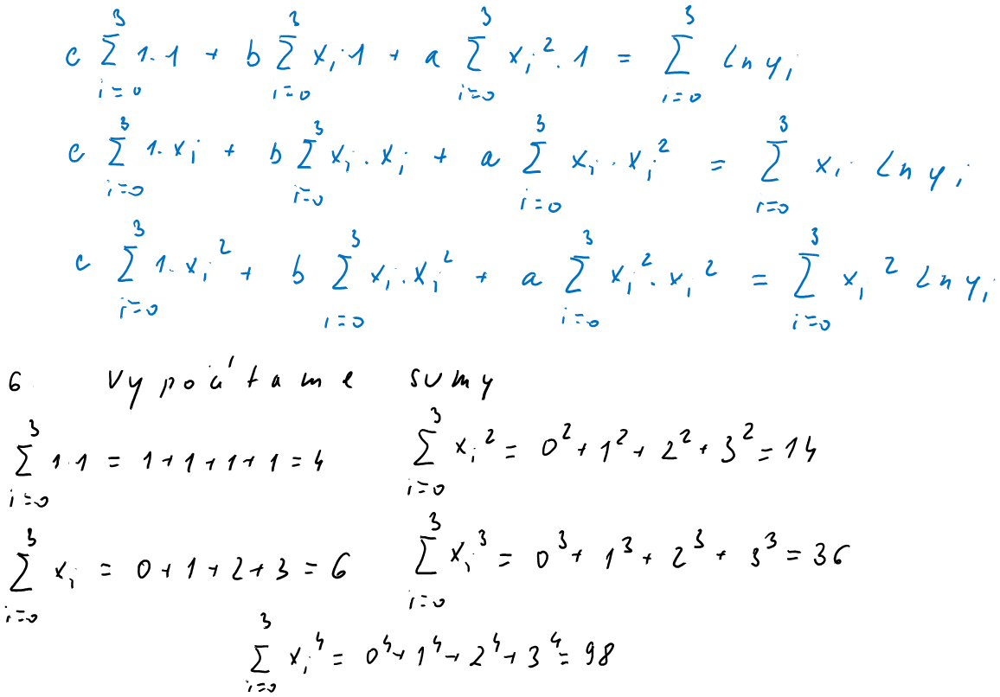 c ∑_{i=0}^{3} 1·1 + b ∑_{i=0}^{3} x_i·1 + a ∑_{i=0}^{3} x_i^2·1 = ∑_{i=0}^{3} ln y_i
c ∑_{i=0}^{3} 1·x_i + b ∑_{i=0}^{3} x_i·x_i + a ∑_{i=0}^{3} x_i·x_i^2 = ∑_{i=0}^{3} x_i · ln y_i
c ∑_{i=0}^{3} 1·x_i^2 + b ∑_{i=0}^{3} x_i·x_i^2 + a ∑_{i=0}^{3} x_i^2·x_i^2 = ∑_{i=0}^{3} x_i^2 ln y_i
6. vypočítame sumy
∑_{i=0}^{3} 1·1 = 1+1+1+1 = 4
∑_{i=0}^{3} x_i^2 = 0^2+1^2+2^2+3^2 = 14
∑_{i=0}^{3} x_i = 0+1+2+3 = 6
∑_{i=0}^{3} x_i^3 = 0^3+1^3+2^3+3^3 = 36
∑_{i=0}^{3} x_i^4 = 0^4+1^4+2^4+3^4 = 98